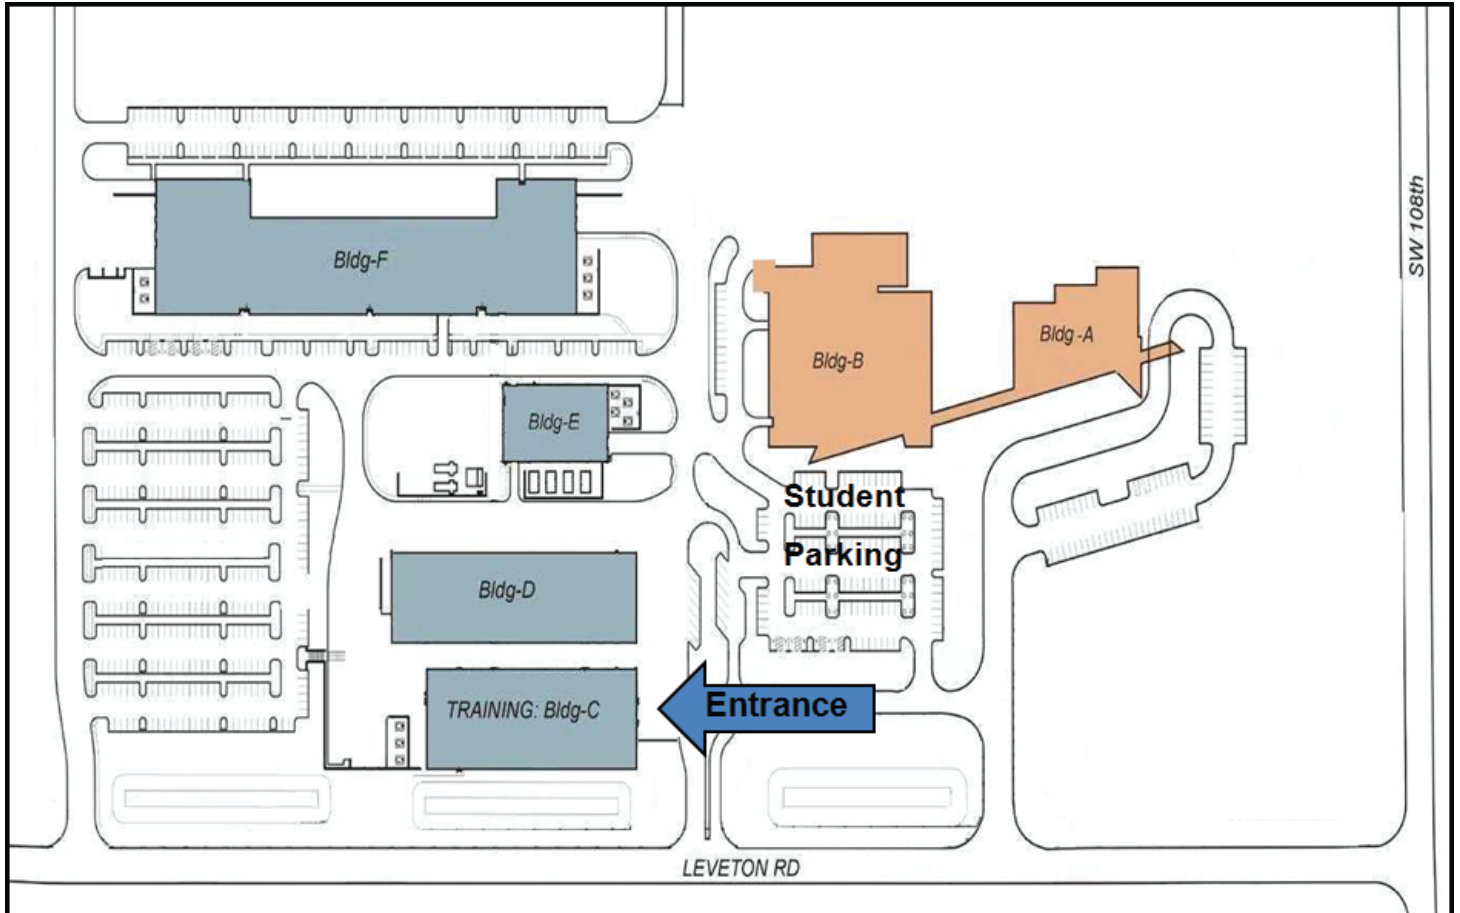 SW 108th
Bldg-F
Bldg-A
Bldg-B
Bldg-E
Student
Parking
Bldg-D
TRAINING: Bldg-C
Entrance
LEVETON RD